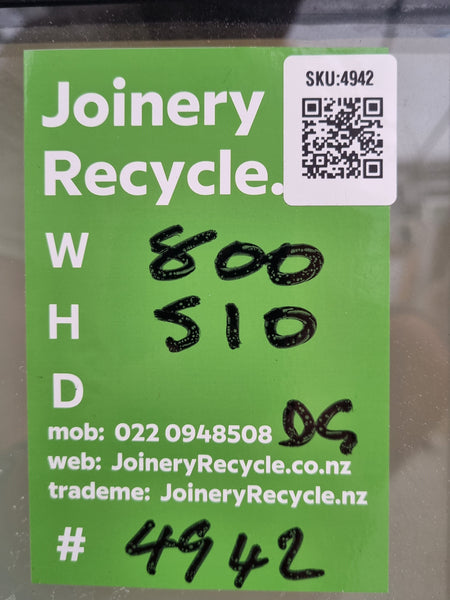 SKU:4942
Joinery
Recycle.
W 800
H 510
D
DG
mob: 022 0948508
web: JoineryRecycle.co.nz
trademe: JoineryRecycle.nz
# 4942